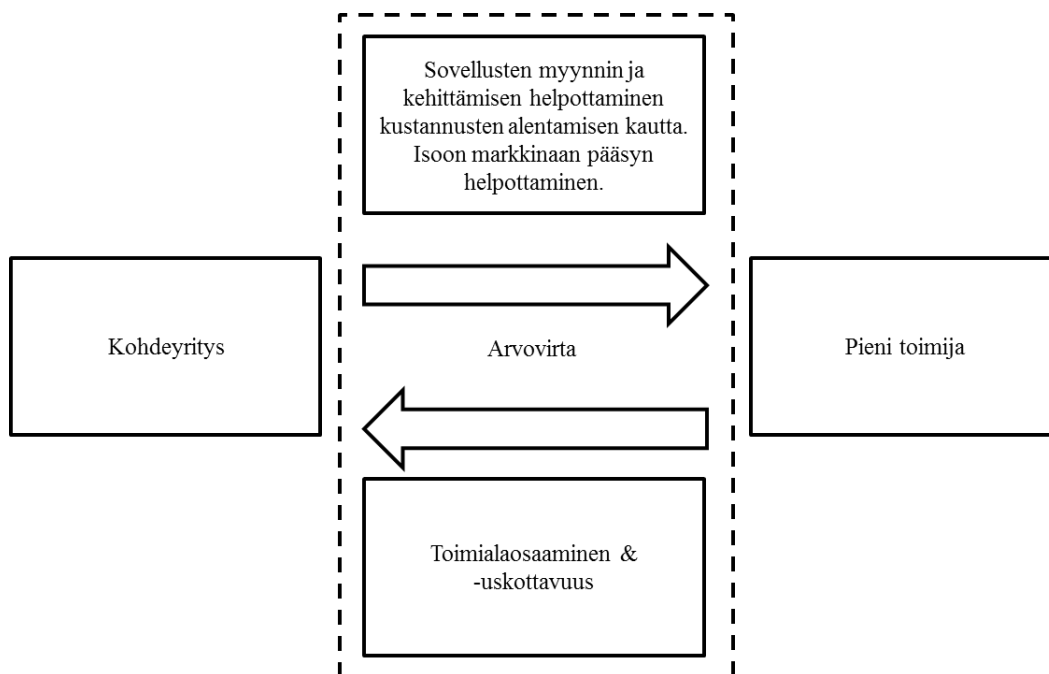 Sovellusten myynnin ja
kehittämisen helpottaminen
kustannusten alentamisen kautta.
Isoon markkinaan pääsyn
helpottaminen.
Kohdeyritys
Arvovirta
Pieni toimija
Toimialaosaaminen &
-uskottavuus